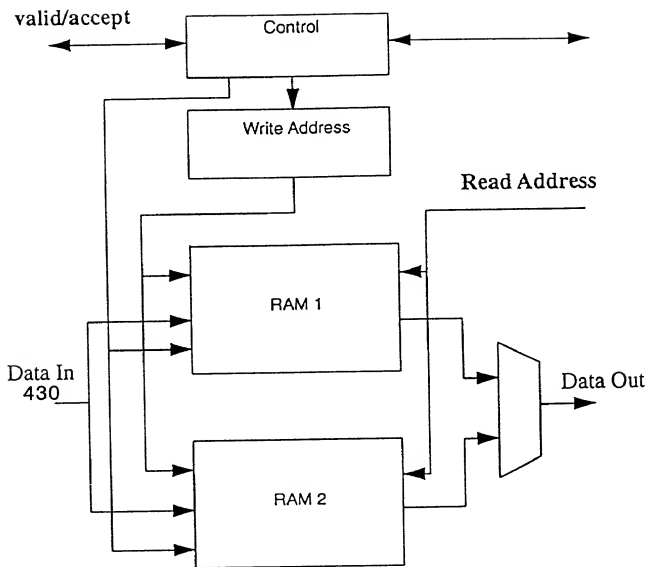 valid/accept
Control
Write Address
Read Address
RAM 1
Data In
430
Data Out
RAM 2